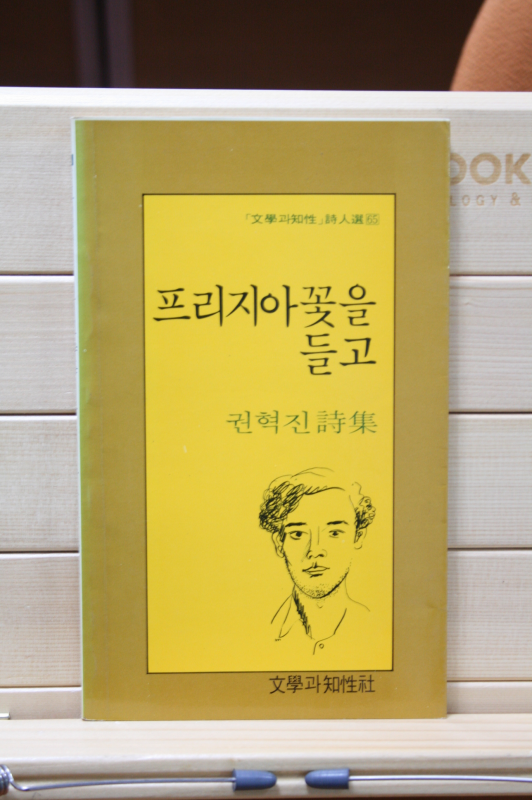 「文學과知性」詩人選 65
프리지아꽃을
들고
권혁진 詩集
文學과知性社
OOK
LOGY &